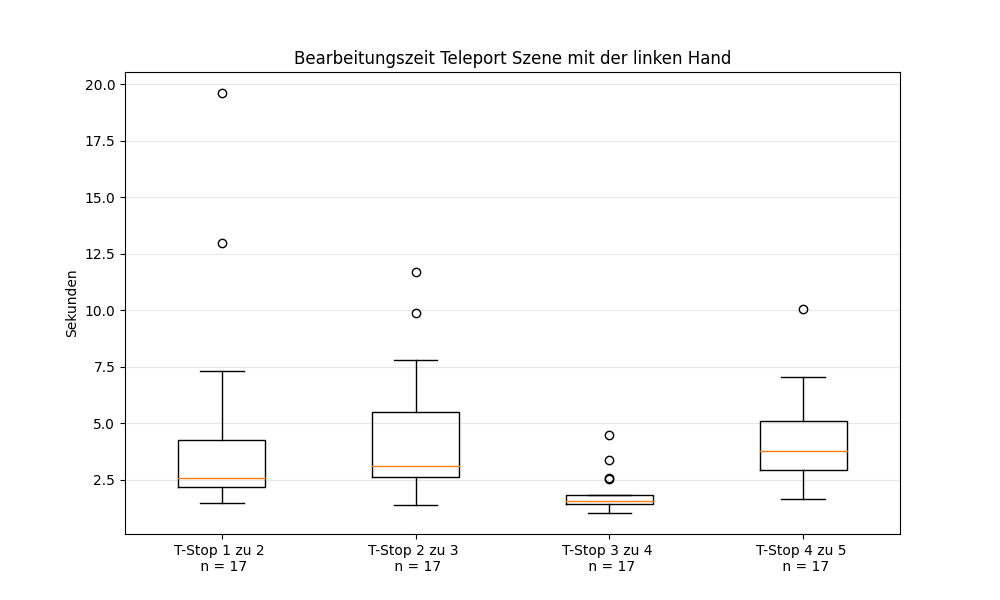 Bearbeitungszeit Teleport Szene mit der linken Hand
Sekunden
20.0
17.5
15.0
12.5
10.0
7.5
5.0
2.5
T-Stop 1 zu 2
n = 17
T-Stop 2 zu 3
n = 17
T-Stop 3 zu 4
n = 17
T-Stop 4 zu 5
n = 17